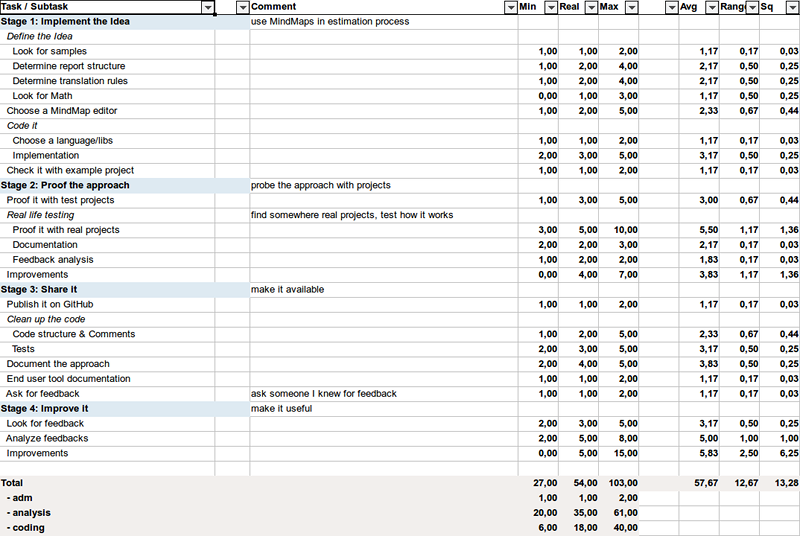 Task / Subtask Comment Min Real Max Avg Range Sq
Stage 1: Implement the Idea use MindMaps in estimation process
Define the Idea
Look for samples 1,00 1,00 2,00 1,17 0,17 0,03
Determine report structure 1,00 2,00 4,00 2,17 0,50 0,25
Determine translation rules 1,00 2,00 4,00 2,17 0,50 0,25
Look for Math 0,00 1,00 3,00 1,17 0,50 0,25
Choose a MindMap editor 1,00 2,00 5,00 2,33 0,67 0,44
Code it
Choose a language/libs 1,00 1,00 2,00 1,17 0,17 0,03
Implementation 2,00 3,00 5,00 3,17 0,50 0,25
Check it with example project 1,00 1,00 2,00 1,17 0,17 0,03
Stage 2: Proof the approach probe the approach with projects
Proof it with test projects 1,00 3,00 5,00 3,00 0,67 0,44
Real life testing find somewhere real projects, test how it works
Proof it with real projects 3,00 5,00 10,00 5,50 1,17 1,36
Documentation 2,00 2,00 3,00 2,17 0,17 0,03
Feedback analysis 1,00 2,00 2,00 1,83 0,17 0,03
Improvements 0,00 4,00 7,00 3,83 1,17 1,36
Stage 3: Share it make it available
Publish it on GitHub 1,00 1,00 2,00 1,17 0,17 0,03
Clean up the code
Code structure & Comments 1,00 2,00 5,00 2,33 0,67 0,44
Tests 2,00 3,00 5,00 3,17 0,50 0,25
Document the approach 2,00 4,00 5,00 3,83 0,50 0,25
End user tool documentation 1,00 1,00 2,00 1,17 0,17 0,03
Ask for feedback ask someone I knew for feedback 1,00 1,00 2,00 1,17 0,17 0,03
Stage 4: Improve it make it useful
Look for feedback 2,00 3,00 5,00 3,17 0,50 0,25
Analyze feedbacks 2,00 5,00 8,00 5,00 1,00 1,00
Improvements 0,00 5,00 15,00 5,83 2,50 6,25
Total 27,00 54,00 103,00 57,67 12,67 13,28
- adm 1,00 1,00 2,00
- analysis 20,00 35,00 61,00
- coding 6,00 18,00 40,00